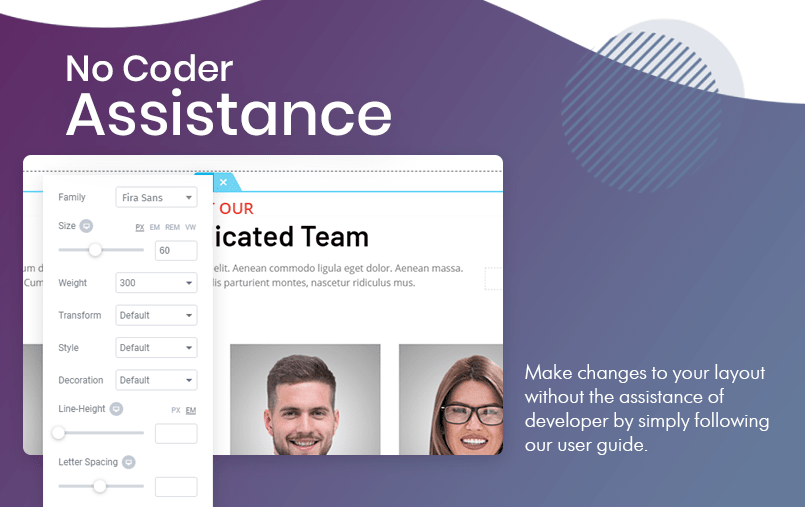 No Coder
Assistance
Family
Fira Sans
Size
PX EM REM VW
60
Weight
300
Transform
Default
Style
Default
Decoration
Default
Line-Height
PX EM
Letter Spacing
OUR
icated Team
elit. Aenean commodo ligula eget dolor. Aenean massa.
dis parturient montes, nascetur ridiculus mus.
Make changes to your layout
without the assistance of
developer by simply following
our user guide.